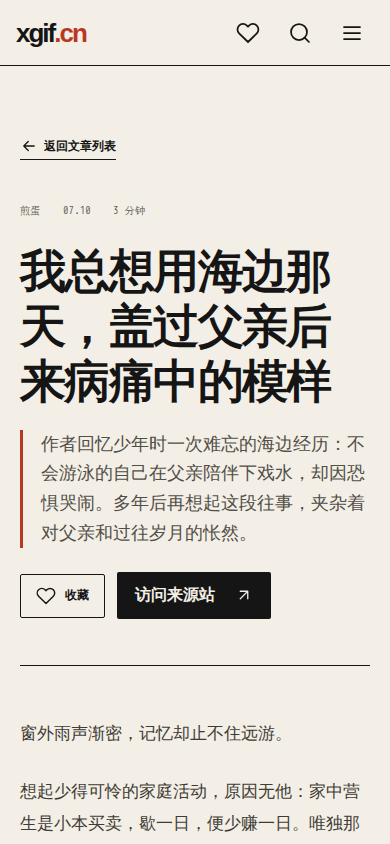 xgif.cn
返回文章列表
煎蛋 07.10 3 分钟
我总想用海边那
天，盖过父亲后
来病痛中的模样
作者回忆少年时一次难忘的海边经历：不
会游泳的自己在父亲陪伴下戏水，却因恐
惧哭闹。多年后再想起这段往事，夹杂着
对父亲和过往岁月的怅然。
收藏
访问来源站
窗外雨声渐密，记忆却止不住远游。
想起少得可怜的家庭活动，原因无他：家中营
生是小本买卖，歇一日，便少赚一日。唯独那